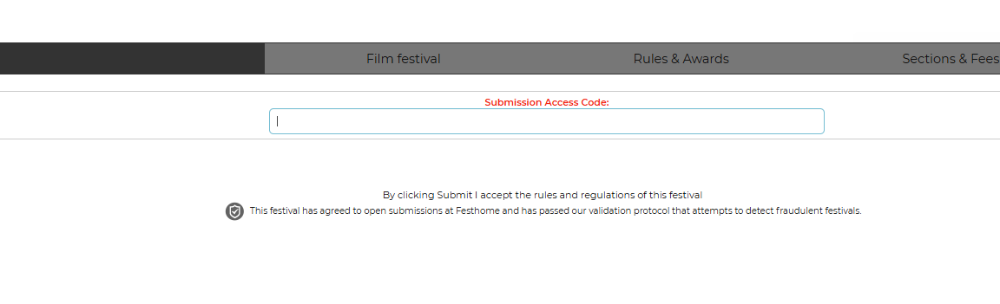 Film festival Rules & Awards Sections & Fees
Submission Access Code:
By clicking Submit I accept the rules and regulations of this festival
This festival has agreed to open submissions at Festhome and has passed our validation protocol that attempts to detect fraudulent festivals.